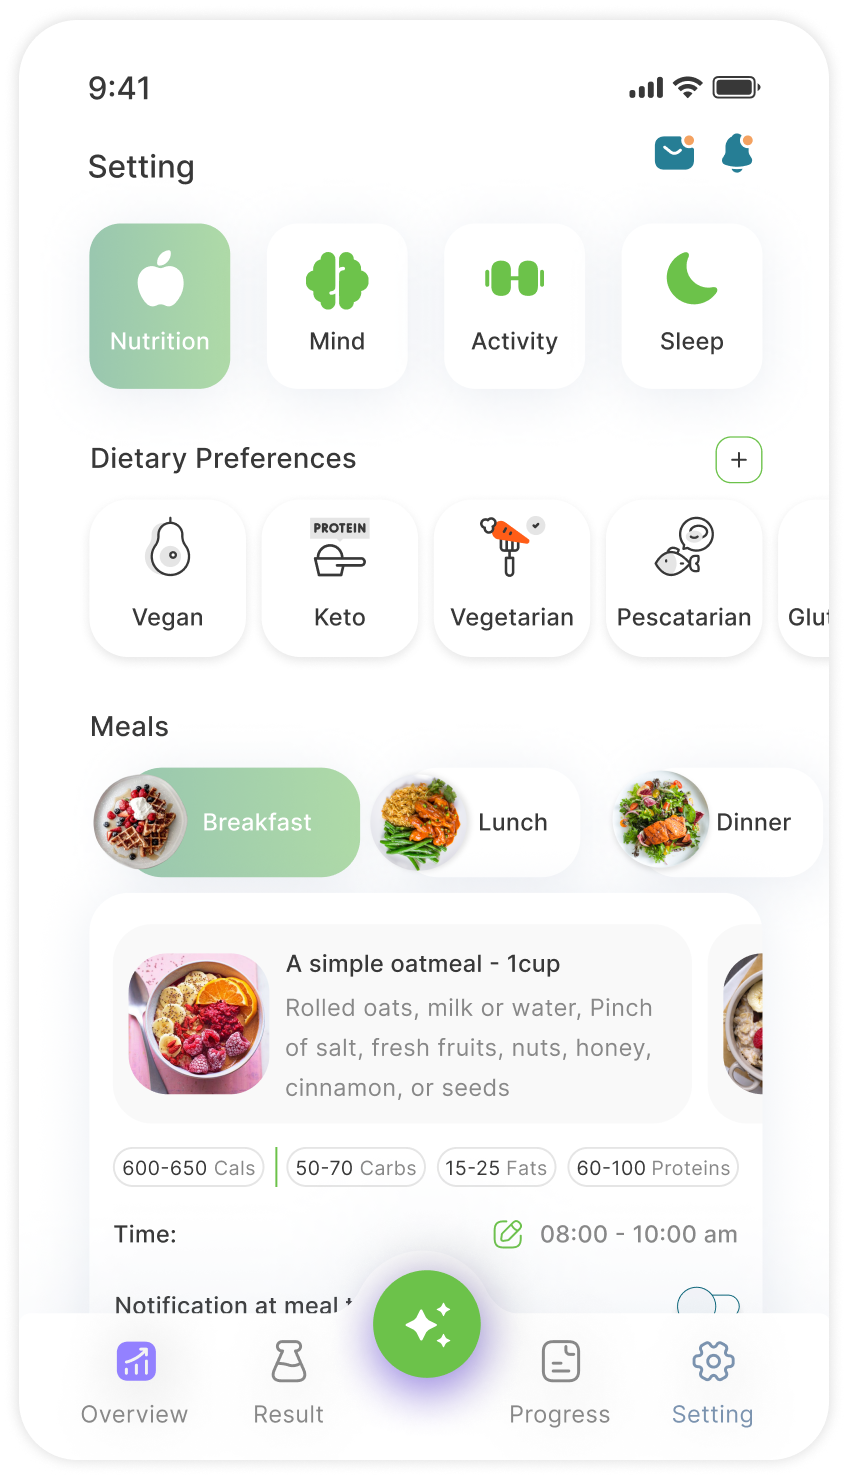 9:41
Setting
Nutrition
Mind
Activity
Sleep
Dietary Preferences
PROTEIN
Vegan
Keto
Vegetarian
Pescatarian
Glut
Meals
Breakfast
Lunch
Dinner
A simple oatmeal - 1cup
Rolled oats, milk or water, Pinch
of salt, fresh fruits, nuts, honey,
cinnamon, or seeds
600-650 Cals
50-70 Carbs
15-25 Fats
60-100 Proteins
Time:
08:00 - 10:00 am
Notification at meal
Overview
Result
Progress
Setting